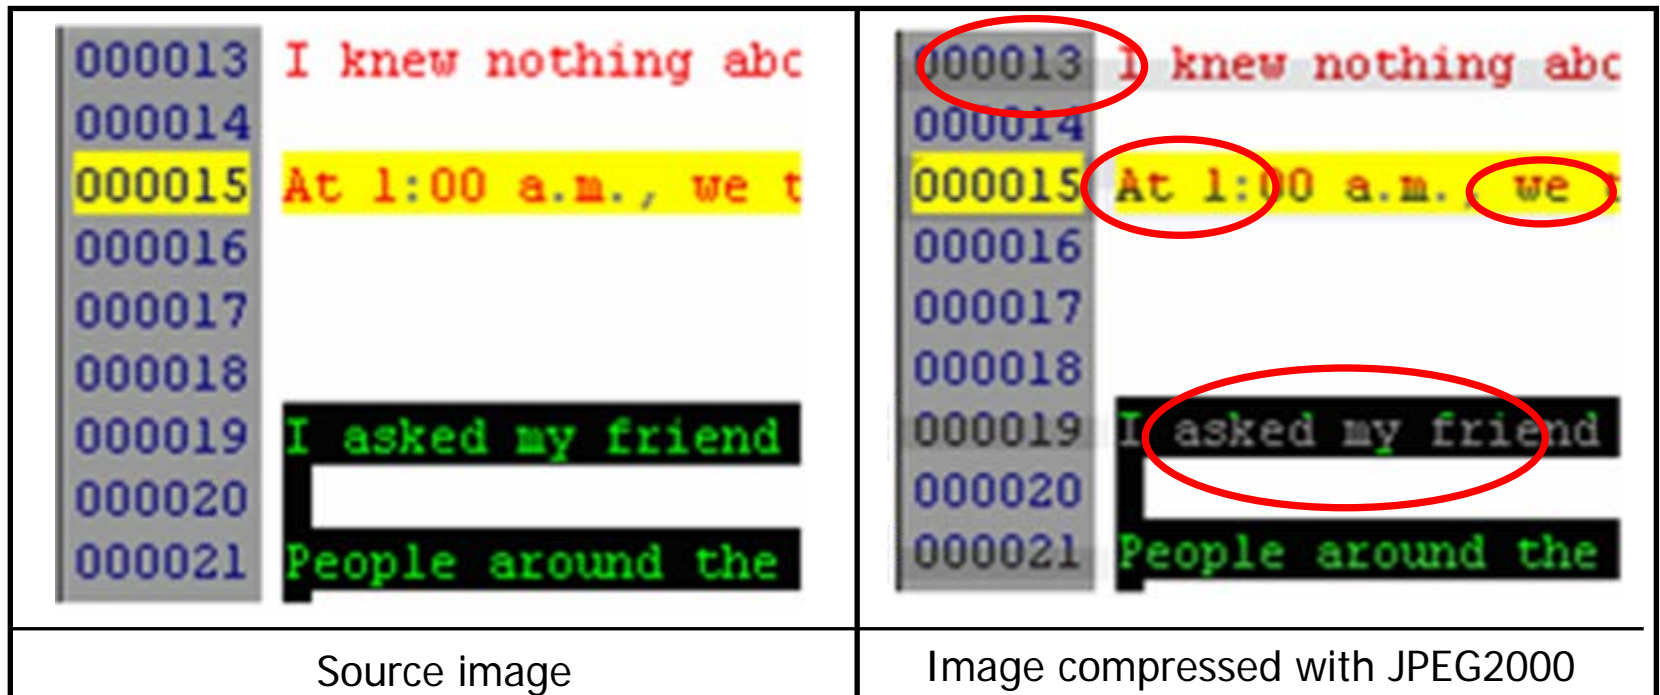 000013 I knew nothing abc
000014
000015 At 1:00 a.m., we t
000016
000017
000018
000019 I asked my friend
000020
000021 People around the
Source image
000013 I knew nothing abc
000014
000015 At 1:00 a.m., we t
000016
000017
000018
000019 I asked my friend
000020
000021 People around the
Image compressed with JPEG2000